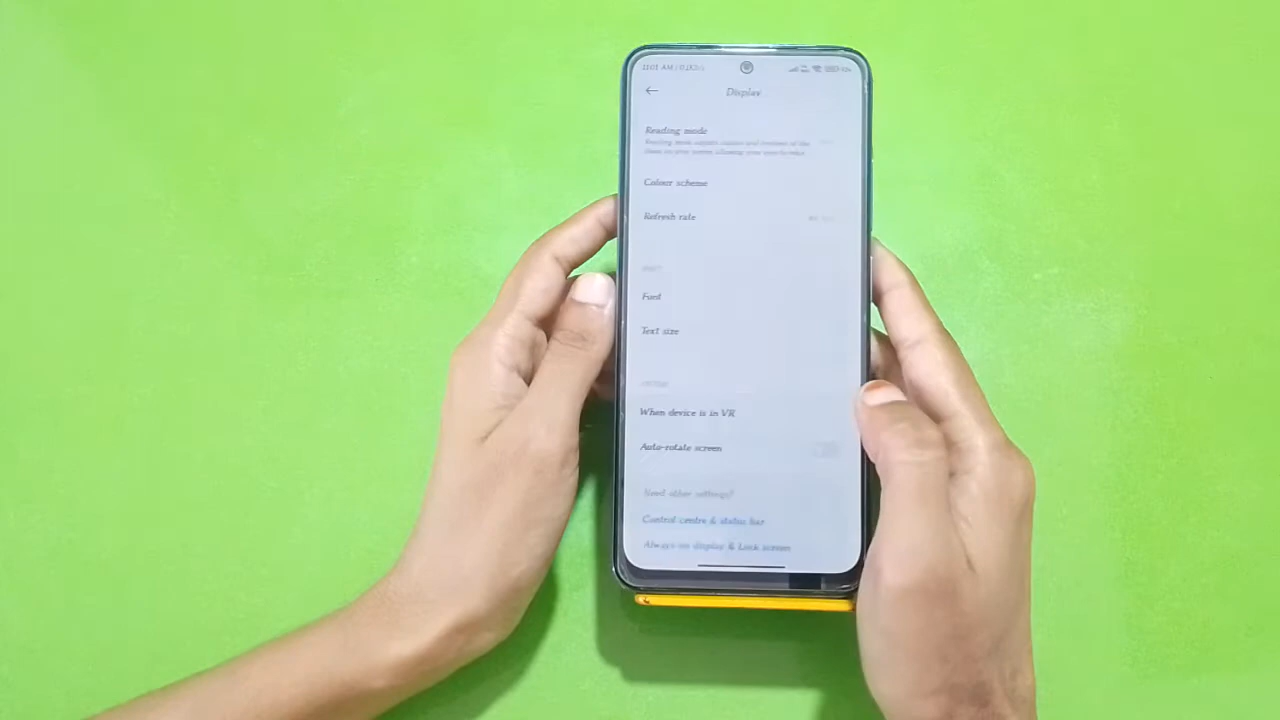 Display
Reading mode
Colour scheme
Refresh rate
Font
Text size
When device is in VR
Auto-rotate screen
Need other settings?
Control centre & status bar
Always on display & Lock screen